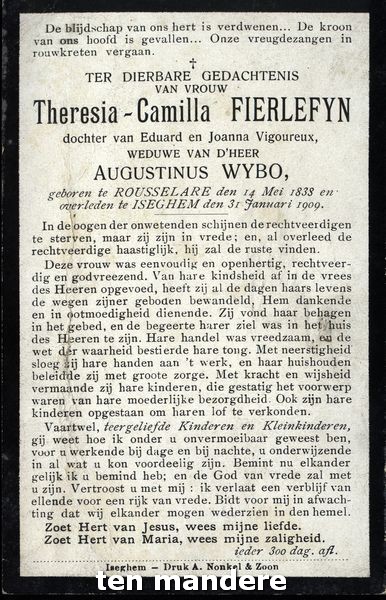 De blijdschap van ons hert is verdwenen... De kroon
van ons hoofd is gevallen... Onze vreugdezangen in
rouwkreten vergaan.
†
TER DIERBARE GEDACHTENIS
VAN VROUW
Theresia-Camilla FIERLEFYN
dochter van Eduard en Joanna Vigoureux,
WEDUWE VAN D'HEER
AUGUSTINUS WYBO,
geboren te ROUSSELARE den 14 Mei 1838 en
overleden te ISEGHEM den 31 Januari 1909.
In de oogen der onwetenden schijnen de rechtveerdigen
te sterven, maar zij zijn in vrede; en, al overleed de
rechtveerdige haastiglijk, hij zal de ruste vinden.
Deze vrouw was eenvoudig en openhertig, rechtveer-
dig en godvreezend. Van hare kindsheid af in de vrees
des Heeren opgevoed, heeft zij al de dagen haars levens
de wegen zijner geboden bewandeld, Hem dankende
en in ootmoedigheid dienende. Zij vond haar behagen
in het gebed, en de begeerte harer ziel was in het huis
des Heeren te zijn. Hare handel was vreedzaam, en de
wet der waarheid bestierde hare tong. Met neerstigheid
sloeg zij hare handen aan 't werk, en haar huishouden
beleidde zij met groote zorge. Met kracht en wijsheid
vermaande zij hare kinderen, die gestatig het voorwerp
waren van hare moederlijke bezorgdheid. Ook zijn hare
kinderen opgestaan om haren lof te verkonden.
Vaartwel, teergeliefde Kinderen en Kleinkinderen,
gij weet hoe ik onder u onvermoeibaar geweest ben,
voor u werkende bij dage en bij nachte, u onderwijzende
in al wat u kon voordeelig zijn. Bemint nu elkander
gelijk ik u bemind heb; en de God van vrede zal met
u zijn. Vertroost u met mij: ik verlaat een verblijf van
ellende voor een rijk van vrede. Bidt voor mij in afwach-
ting dat wij elkander mogen wederzien in den hemel.
Zoet Hert van Jesus, wees mijne liefde.
Zoet Hert van Maria, wees mijne zaligheid.
ieder 300 dag. afl.
Iseghem – Druk A. Nonkel & Zoon
ten mandere